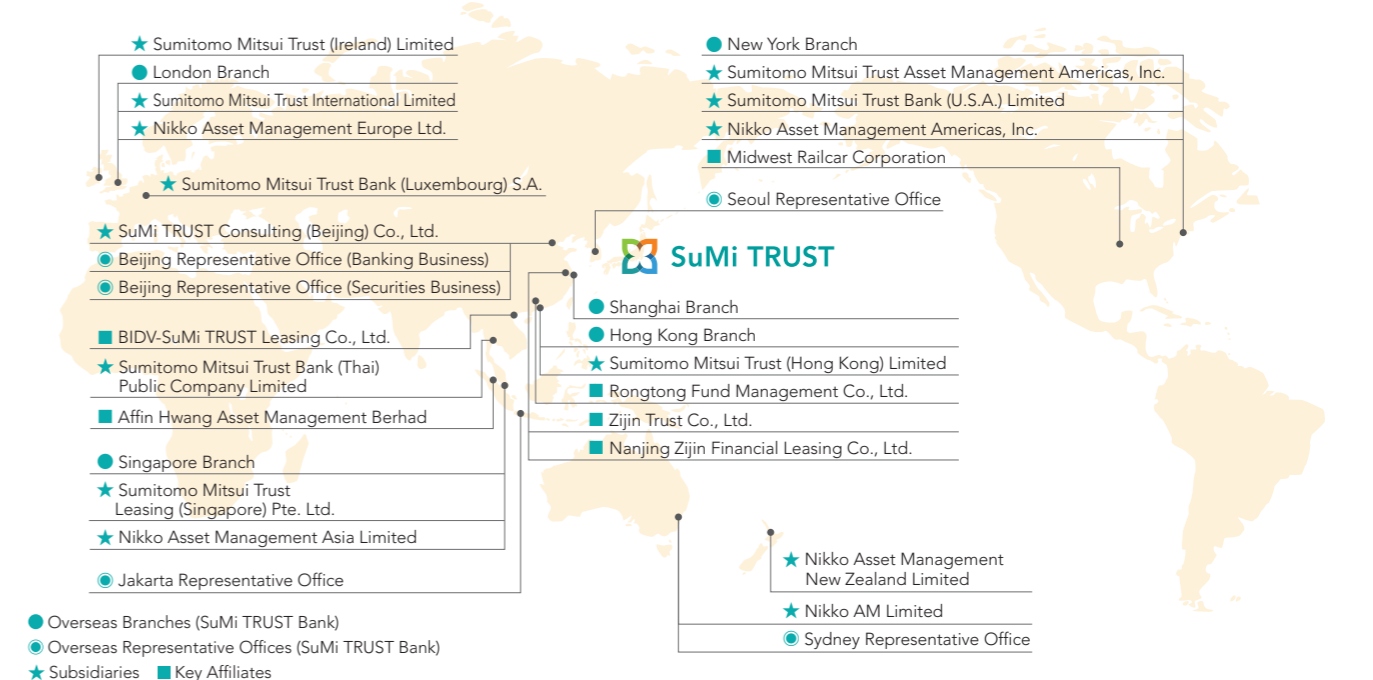 Sumitomo Mitsui Trust (Ireland) Limited
London Branch
Sumitomo Mitsui Trust International Limited
Nikko Asset Management Europe Ltd.
Sumitomo Mitsui Trust Bank (Luxembourg) S.A.
SuMi TRUST Consulting (Beijing) Co., Ltd.
Beijing Representative Office (Banking Business)
Beijing Representative Office (Securities Business)
BIDV-SuMi TRUST Leasing Co., Ltd.
Sumitomo Mitsui Trust Bank (Thai)
Public Company Limited
Affin Hwang Asset Management Berhad
Singapore Branch
Sumitomo Mitsui Trust
Leasing (Singapore) Pte. Ltd.
Nikko Asset Management Asia Limited
Jakarta Representative Office
New York Branch
Sumitomo Mitsui Trust Asset Management Americas, Inc.
Sumitomo Mitsui Trust Bank (U.S.A.) Limited
Nikko Asset Management Americas, Inc.
Midwest Railcar Corporation
Seoul Representative Office
SuMi TRUST
Shanghai Branch
Hong Kong Branch
Sumitomo Mitsui Trust (Hong Kong) Limited
Rongtong Fund Management Co., Ltd.
Zijin Trust Co., Ltd.
Nanjing Zijin Financial Leasing Co., Ltd.
Nikko Asset Management
New Zealand Limited
Nikko AM Limited
Sydney Representative Office
Overseas Branches (SuMi TRUST Bank)
Overseas Representative Offices (SuMi TRUST Bank)
Subsidiaries Key Affiliates